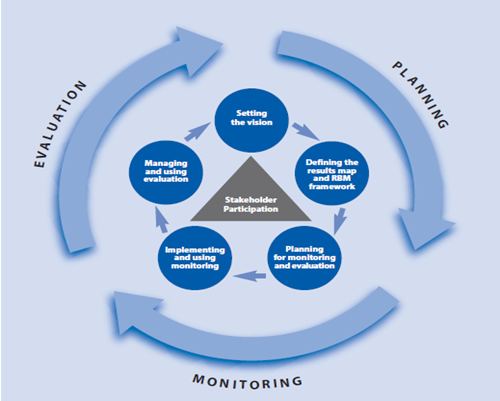 EVALUATION
PLANNING
Setting
the vision
Managing
and using
evaluation
Defining the
results map
and RBM
framework
Stakeholder
Participation
Implementing
and using
monitoring
Planning
for monitoring
and evaluation
MONITORING